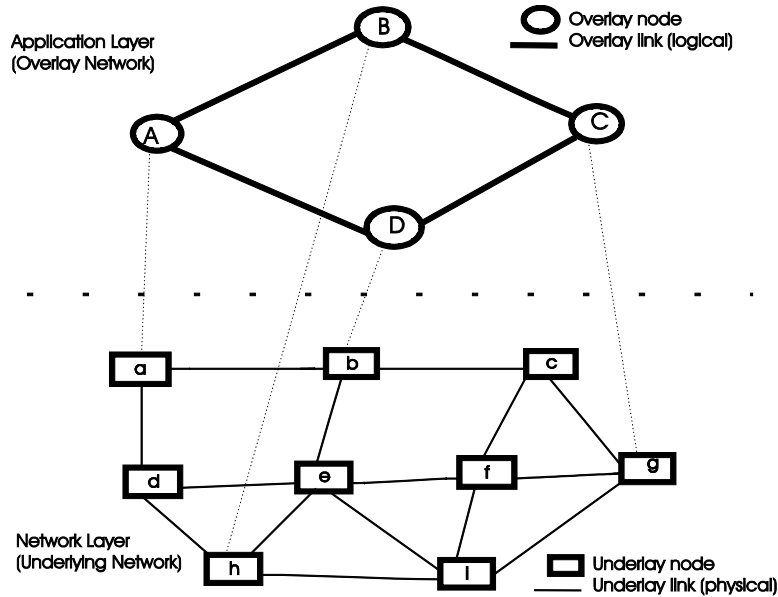 Application Layer
(Overlay Network)
Overlay node
Overlay link (logical)
B
A
C
D
a
b
c
d
e
f
g
h
I
Network Layer
(Underlying Network)
Underlay node
Underlay link (physical)